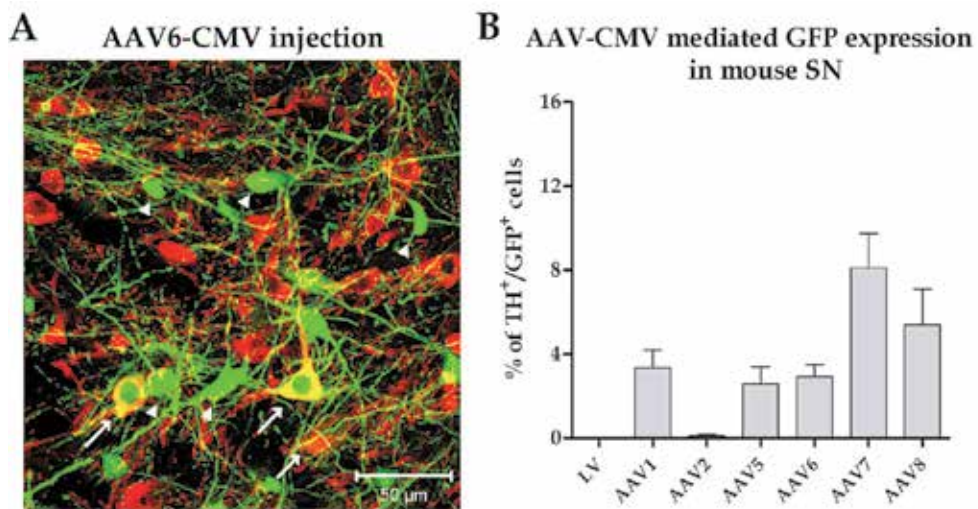 A
AAV6-CMV injection
50 µm
B
AAV-CMV mediated GFP expression
in mouse SN
% of TH⁺/GFP⁺ cells
16
12
8
4
0
LV
AAV1
AAV2
AAV5
AAV6
AAV7
AAV8